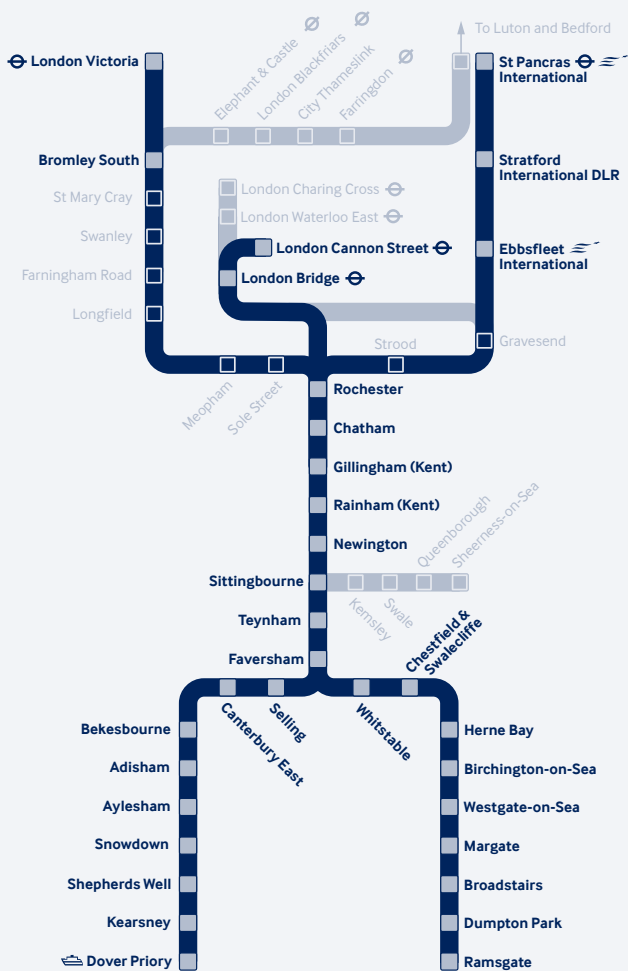 To Luton and Bedford
London Victoria
Elephant & Castle
London Blackfriars
City Thameslink
Farringdon
St Pancras
International
Bromley South
Stratford
International DLR
St Mary Cray
London Charing Cross
London Waterloo East
Swanley
London Cannon Street
Ebbsfleet
International
Farningham Road
London Bridge
Longfield
Strood
Gravesend
Meopham
Sole Street
Rochester
Chatham
Gillingham (Kent)
Rainham (Kent)
Newington
Sittingbourne
Kemsley
Swale
Queenborough
Sheerness-on-Sea
Teynham
Faversham
Canterbury East
Selling
Whitstable
Chestfield &
Swalecliffe
Bekesbourne
Herne Bay
Adisham
Birchington-on-Sea
Aylesham
Westgate-on-Sea
Snowdown
Margate
Shepherds Well
Broadstairs
Kearsney
Dumpton Park
Dover Priory
Ramsgate